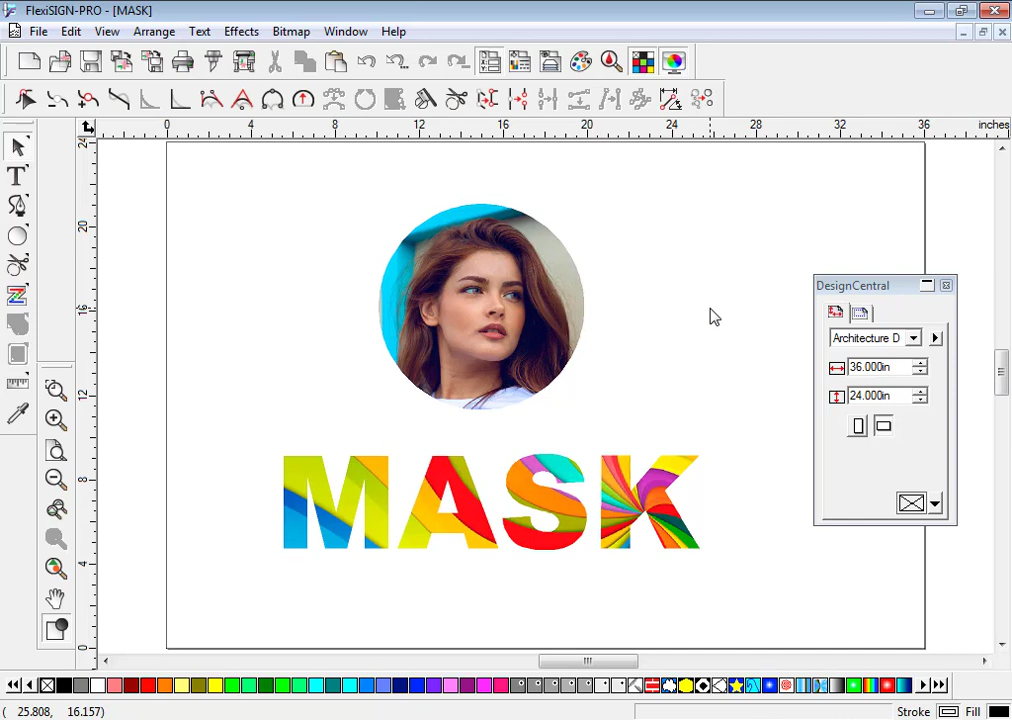 FlexiSIGN-PRO - [MASK]
File Edit View Arrange Text Effects Bitmap Window Help
0 4 8 12 16 20 24 28 32 36 inches
24
20
16
12
8
4
0
DesignCentral
Architecture D
36.000in
24.000in
MASK
( 25.808, 16.157)
Stroke Fill